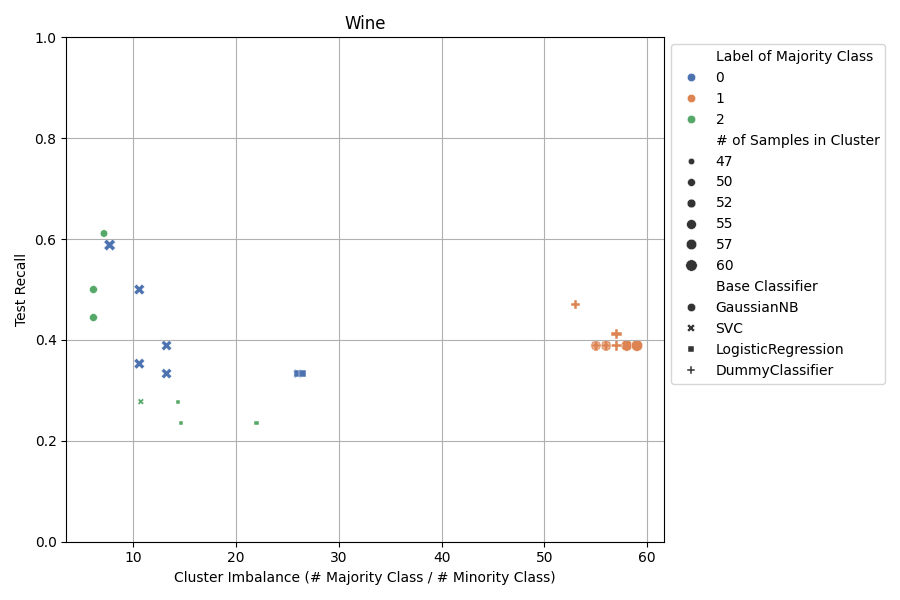 Wine
1.0
0.8
0.6
0.4
0.2
0.0
Test Recall
10
20
30
40
50
60
Cluster Imbalance (# Majority Class / # Minority Class)
Label of Majority Class
0
1
2
# of Samples in Cluster
47
50
52
55
57
60
Base Classifier
GaussianNB
SVC
LogisticRegression
DummyClassifier